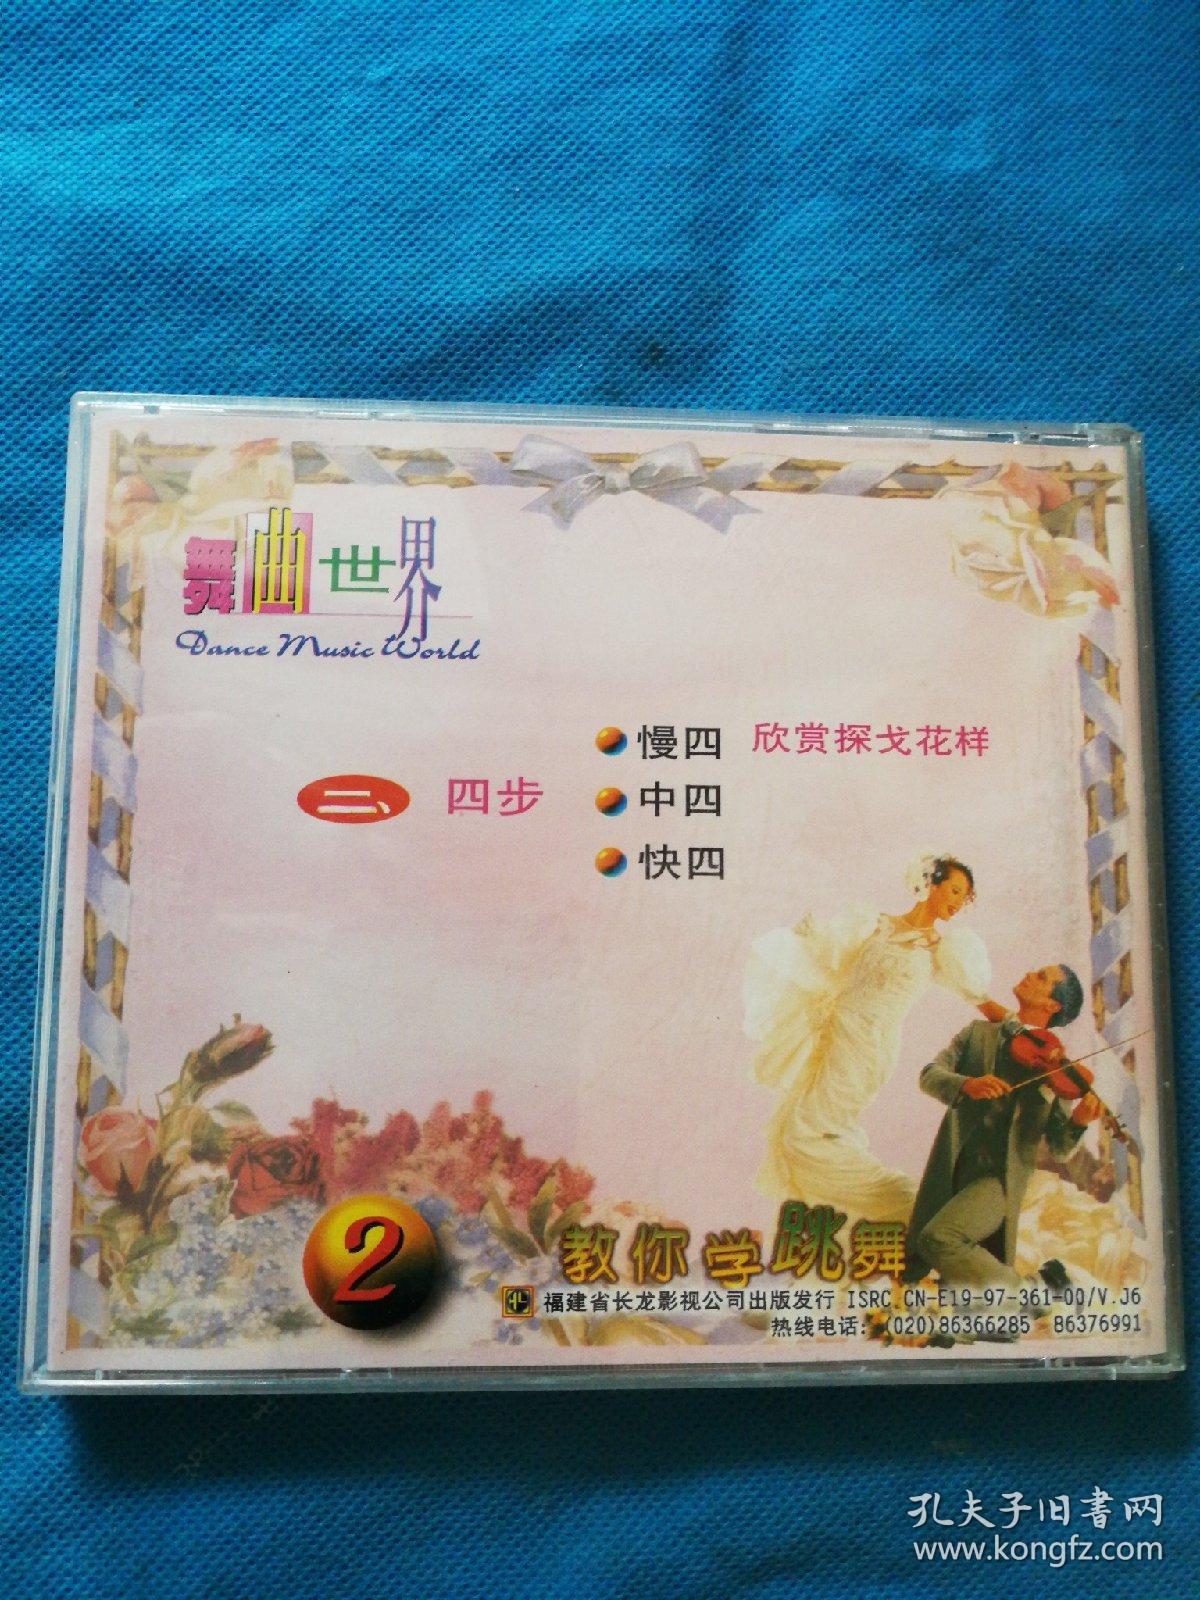 舞曲世界
Dance Music World
慢四 欣赏探戈花样
二、 四步
中四
快四
2
教你学跳舞
福建省长龙影视公司出版发行 ISRC CN-E19-97-361-00/V.J6
热线电话：(020)86366285 86376991
孔夫子旧书网
www.kongfz.com